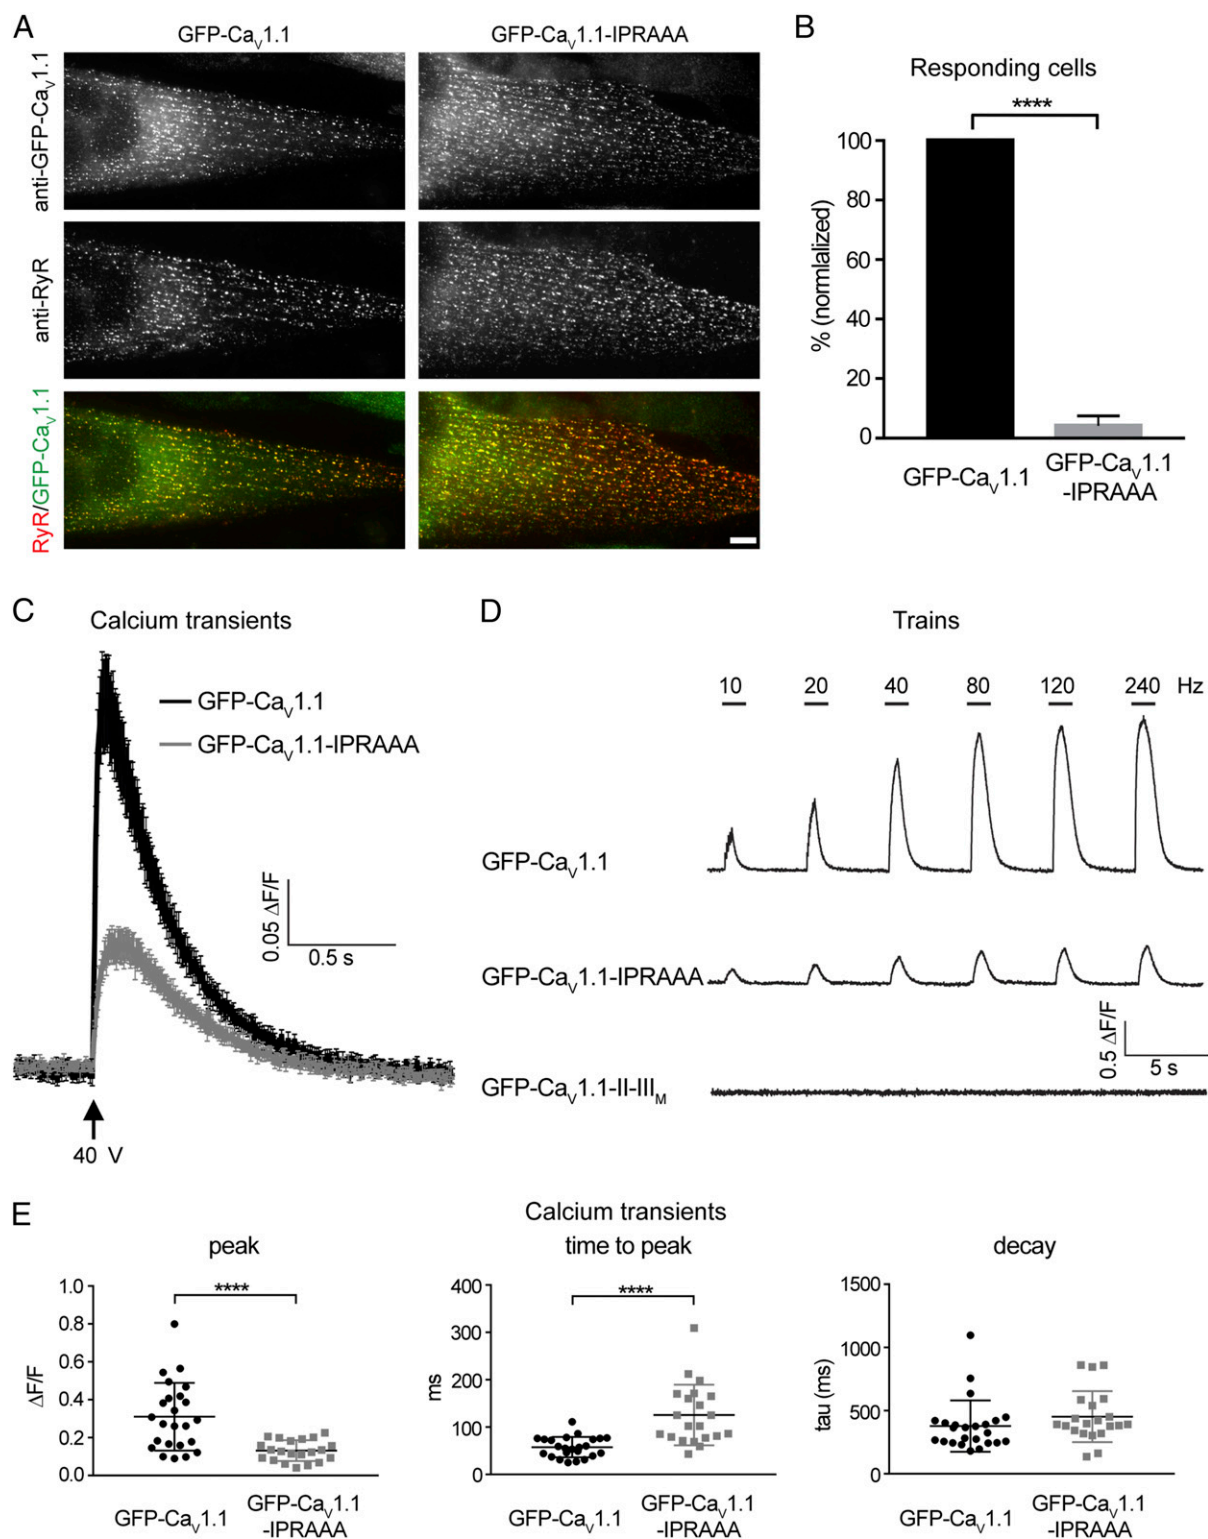 A
GFP-CaV1.1
GFP-CaV1.1-IPRAAA
anti-GFP-CaV1.1
anti-RyR
RyR/GFP-CaV1.1
B
Responding cells
****
% (normlalized)
100
80
60
40
20
0
GFP-CaV1.1
GFP-CaV1.1
-IPRAAA
C
Calcium transients
GFP-CaV1.1
GFP-CaV1.1-IPRAAA
0.05 ΔF/F
0.5 s
40 V
D
Trains
10 20 40 80 120 240 Hz
GFP-CaV1.1
GFP-CaV1.1-IPRAAA
GFP-CaV1.1-II-IIIM
0.5 ΔF/F
5 s
E
Calcium transients
peak
****
ΔF/F
1.0
0.8
0.6
0.4
0.2
0.0
GFP-CaV1.1
GFP-CaV1.1
-IPRAAA
time to peak
****
ms
400
300
200
100
0
GFP-CaV1.1
GFP-CaV1.1
-IPRAAA
decay
tau (ms)
1500
1000
500
0
GFP-CaV1.1
GFP-CaV1.1
-IPRAAA